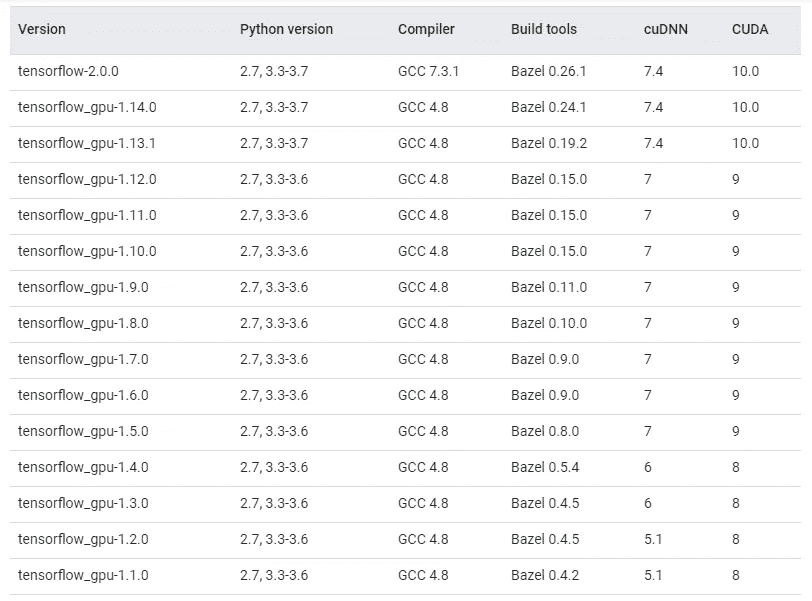 Version Python version Compiler Build tools cuDNN CUDA
tensorflow-2.0.0 2.7, 3.3-3.7 GCC 7.3.1 Bazel 0.26.1 7.4 10.0
tensorflow_gpu-1.14.0 2.7, 3.3-3.7 GCC 4.8 Bazel 0.24.1 7.4 10.0
tensorflow_gpu-1.13.1 2.7, 3.3-3.7 GCC 4.8 Bazel 0.19.2 7.4 10.0
tensorflow_gpu-1.12.0 2.7, 3.3-3.6 GCC 4.8 Bazel 0.15.0 7 9
tensorflow_gpu-1.11.0 2.7, 3.3-3.6 GCC 4.8 Bazel 0.15.0 7 9
tensorflow_gpu-1.10.0 2.7, 3.3-3.6 GCC 4.8 Bazel 0.15.0 7 9
tensorflow_gpu-1.9.0 2.7, 3.3-3.6 GCC 4.8 Bazel 0.11.0 7 9
tensorflow_gpu-1.8.0 2.7, 3.3-3.6 GCC 4.8 Bazel 0.10.0 7 9
tensorflow_gpu-1.7.0 2.7, 3.3-3.6 GCC 4.8 Bazel 0.9.0 7 9
tensorflow_gpu-1.6.0 2.7, 3.3-3.6 GCC 4.8 Bazel 0.9.0 7 9
tensorflow_gpu-1.5.0 2.7, 3.3-3.6 GCC 4.8 Bazel 0.8.0 7 9
tensorflow_gpu-1.4.0 2.7, 3.3-3.6 GCC 4.8 Bazel 0.5.4 6 8
tensorflow_gpu-1.3.0 2.7, 3.3-3.6 GCC 4.8 Bazel 0.4.5 6 8
tensorflow_gpu-1.2.0 2.7, 3.3-3.6 GCC 4.8 Bazel 0.4.5 5.1 8
tensorflow_gpu-1.1.0 2.7, 3.3-3.6 GCC 4.8 Bazel 0.4.2 5.1 8